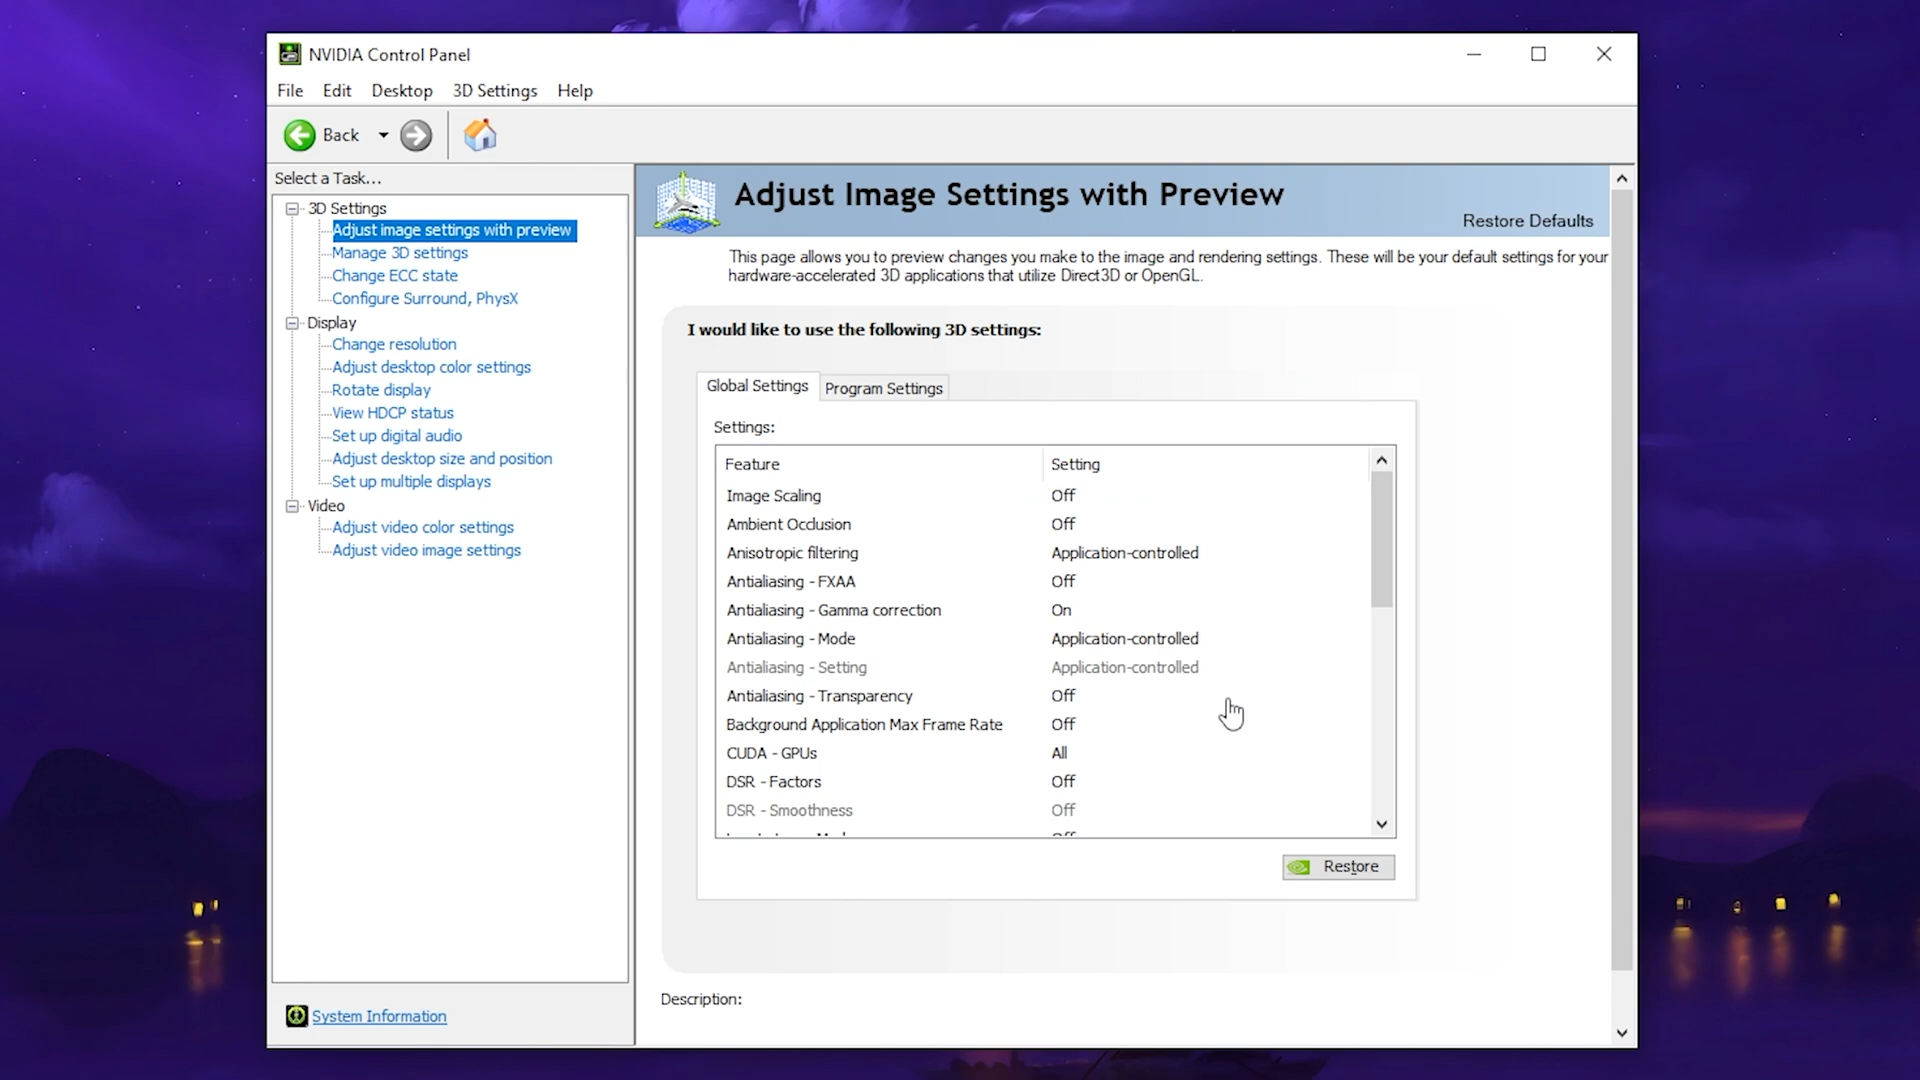 NVIDIA Control Panel
File Edit Desktop 3D Settings Help
Back
Select a Task...
3D Settings
Adjust image settings with preview
Manage 3D settings
Change ECC state
Configure Surround, PhysX
Display
Change resolution
Adjust desktop color settings
Rotate display
View HDCP status
Set up digital audio
Adjust desktop size and position
Set up multiple displays
Video
Adjust video color settings
Adjust video image settings
System Information
Adjust Image Settings with Preview
Restore Defaults
This page allows you to preview changes you make to the image and rendering settings. These will be your default settings for your
hardware-accelerated 3D applications that utilize Direct3D or OpenGL.
I would like to use the following 3D settings:
Global Settings Program Settings
Settings:
Feature Setting
Image Scaling Off
Ambient Occlusion Off
Anisotropic filtering Application-controlled
Antialiasing - FXAA Off
Antialiasing - Gamma correction On
Antialiasing - Mode Application-controlled
Antialiasing - Setting Application-controlled
Antialiasing - Transparency Off
Background Application Max Frame Rate Off
CUDA - GPUs All
DSR - Factors Off
DSR - Smoothness Off
Restore
Description: